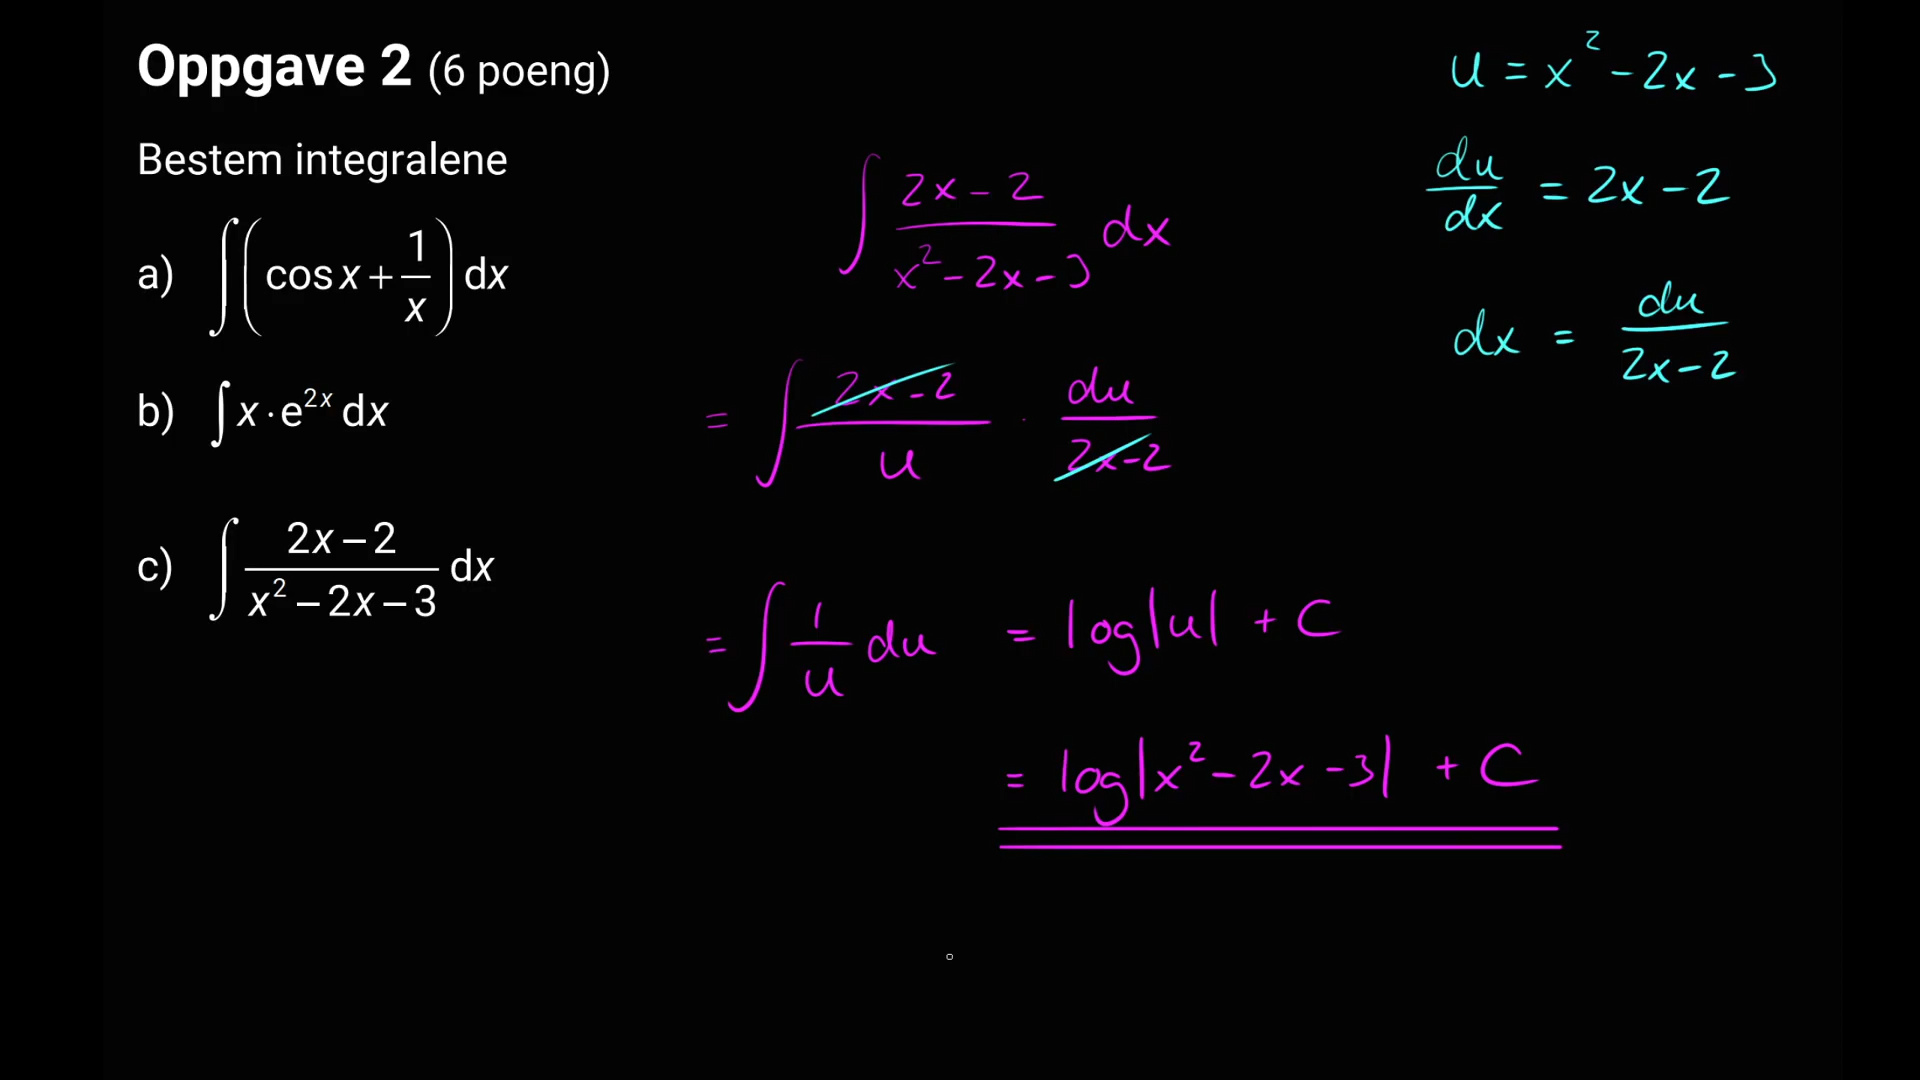 Oppgave 2 (6 poeng)
Bestem integralene
a) ∫(cos x + 1/x) dx
b) ∫x · e^{2x} dx
c) ∫ (2x − 2)/(x² − 2x − 3) dx
∫ (2x − 2)/(x² − 2x − 3) dx
= ∫ (2x − 2)/u · du/(2x − 2)
= ∫ 1/u du = log|u| + C
= log|x² − 2x − 3| + C
u = x² − 2x − 3
du/dx = 2x − 2
dx = du/(2x − 2)